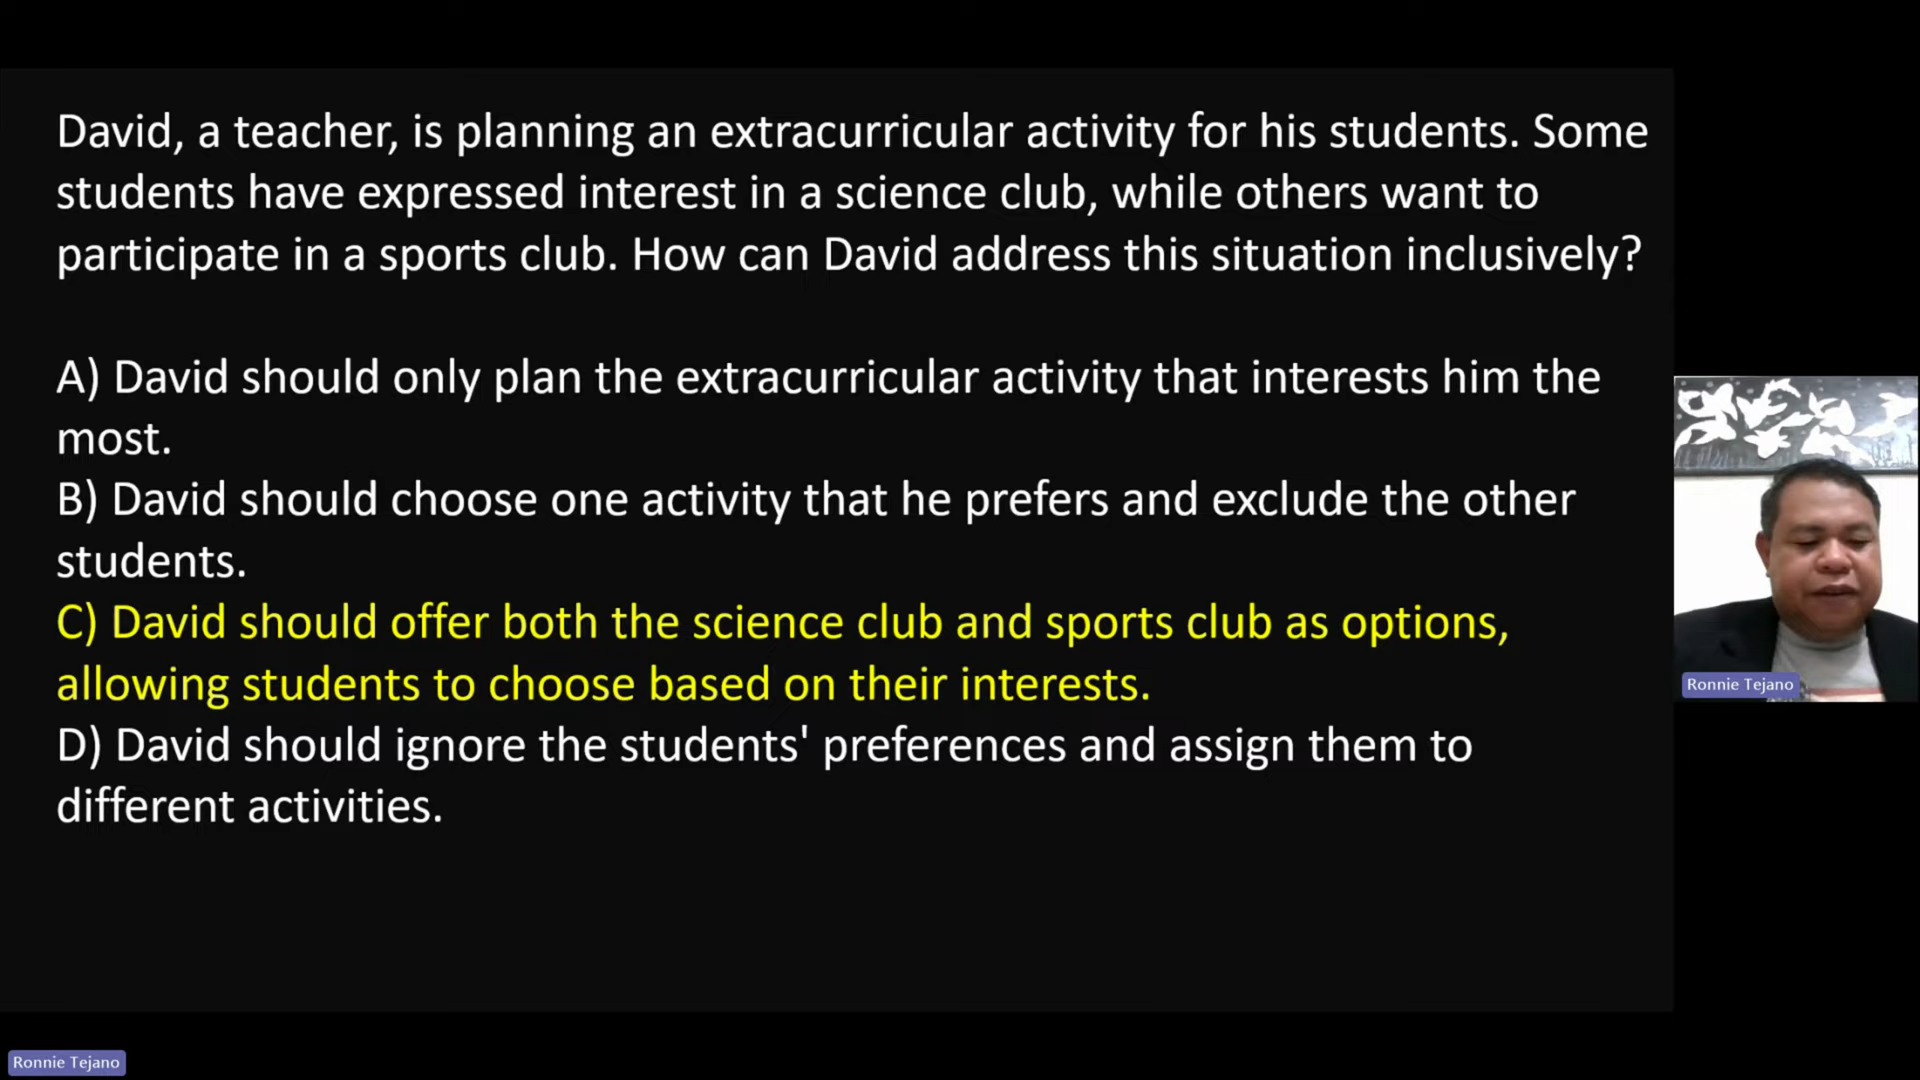 David, a teacher, is planning an extracurricular activity for his students. Some
students have expressed interest in a science club, while others want to
participate in a sports club. How can David address this situation inclusively?
A) David should only plan the extracurricular activity that interests him the
most.
B) David should choose one activity that he prefers and exclude the other
students.
C) David should offer both the science club and sports club as options,
allowing students to choose based on their interests.
D) David should ignore the students' preferences and assign them to
different activities.
Ronnie Tejano
Ronnie Tejano